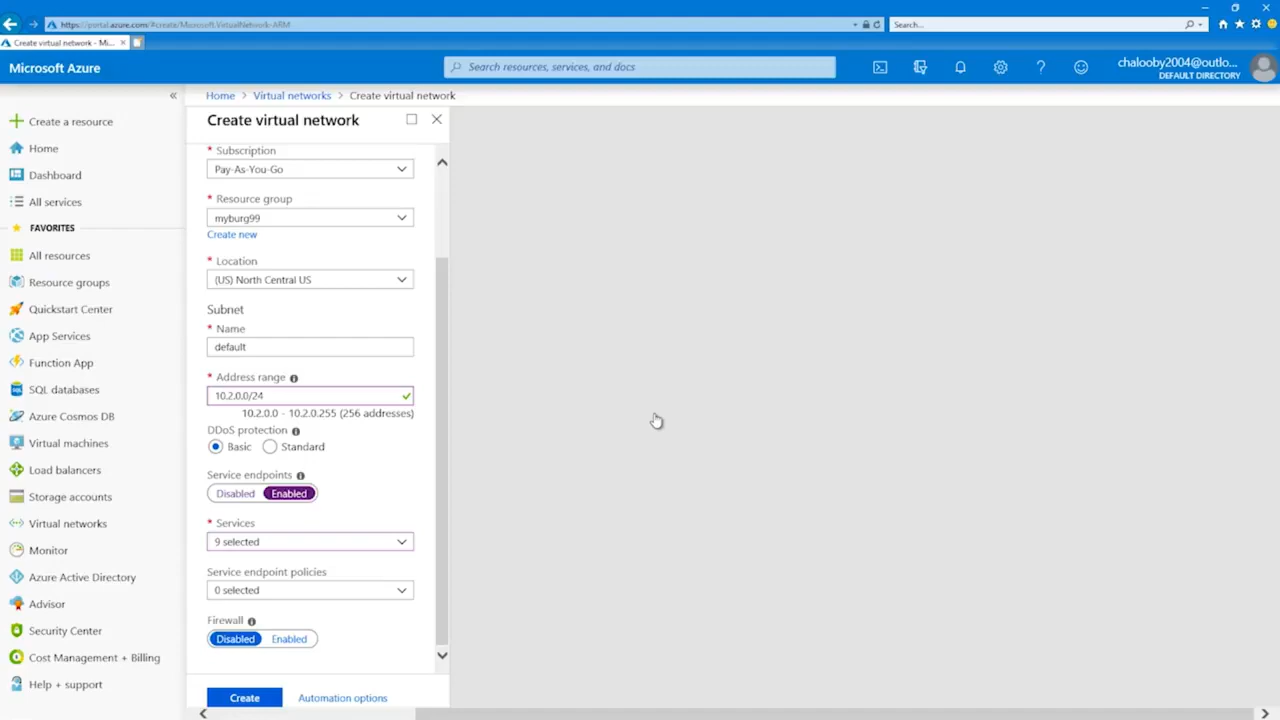 https://portal.azure.com/#create/Microsoft.VirtualNetwork-ARM
Search...
Create virtual network - Mi...
Microsoft Azure
Search resources, services, and docs
chalooby2004@outlo...
DEFAULT DIRECTORY
Home > Virtual networks > Create virtual network
Create a resource
Home
Dashboard
All services
FAVORITES
All resources
Resource groups
Quickstart Center
App Services
Function App
SQL databases
Azure Cosmos DB
Virtual machines
Load balancers
Storage accounts
Virtual networks
Monitor
Azure Active Directory
Advisor
Security Center
Cost Management + Billing
Help + support
Create virtual network
* Subscription
Pay-As-You-Go
* Resource group
myburg99
Create new
* Location
(US) North Central US
Subnet
* Name
default
* Address range
10.2.0.0/24
10.2.0.0 - 10.2.0.255 (256 addresses)
DDoS protection
Basic Standard
Service endpoints
Disabled Enabled
* Services
9 selected
Service endpoint policies
0 selected
Firewall
Disabled Enabled
Create Automation options